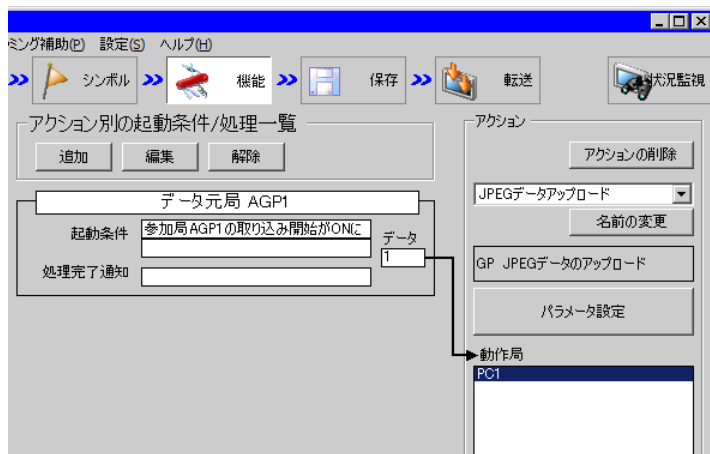 ミング補助(P) 設定(S) ヘルプ(H)
シンボル 機能 保存 転送 状況監視
アクション別の起動条件/処理一覧
追加 編集 解除
データ元局 AGP1
起動条件 参加局AGP1の取り込み開始がONに
データ
1
処理完了通知
アクション
アクションの削除
JPEGデータアップロード
名前の変更
GP JPEGデータのアップロード
パラメータ設定
動作局
PC1